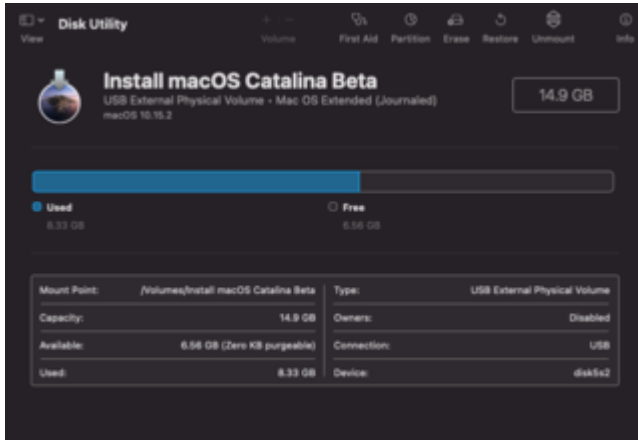 Disk Utility
View
Volume
First Aid
Partition
Erase
Restore
Unmount
Info
Install macOS Catalina Beta
USB External Physical Volume • Mac OS Extended (Journaled)
macOS 10.15.2
14.9 GB
Used
8.33 GB
Free
6.56 GB
Mount Point: /Volumes/Install macOS Catalina Beta
Type: USB External Physical Volume
Capacity: 14.9 GB
Owners: Disabled
Available: 6.56 GB (Zero KB purgeable)
Connection: USB
Used: 8.33 GB
Device: disk5s2